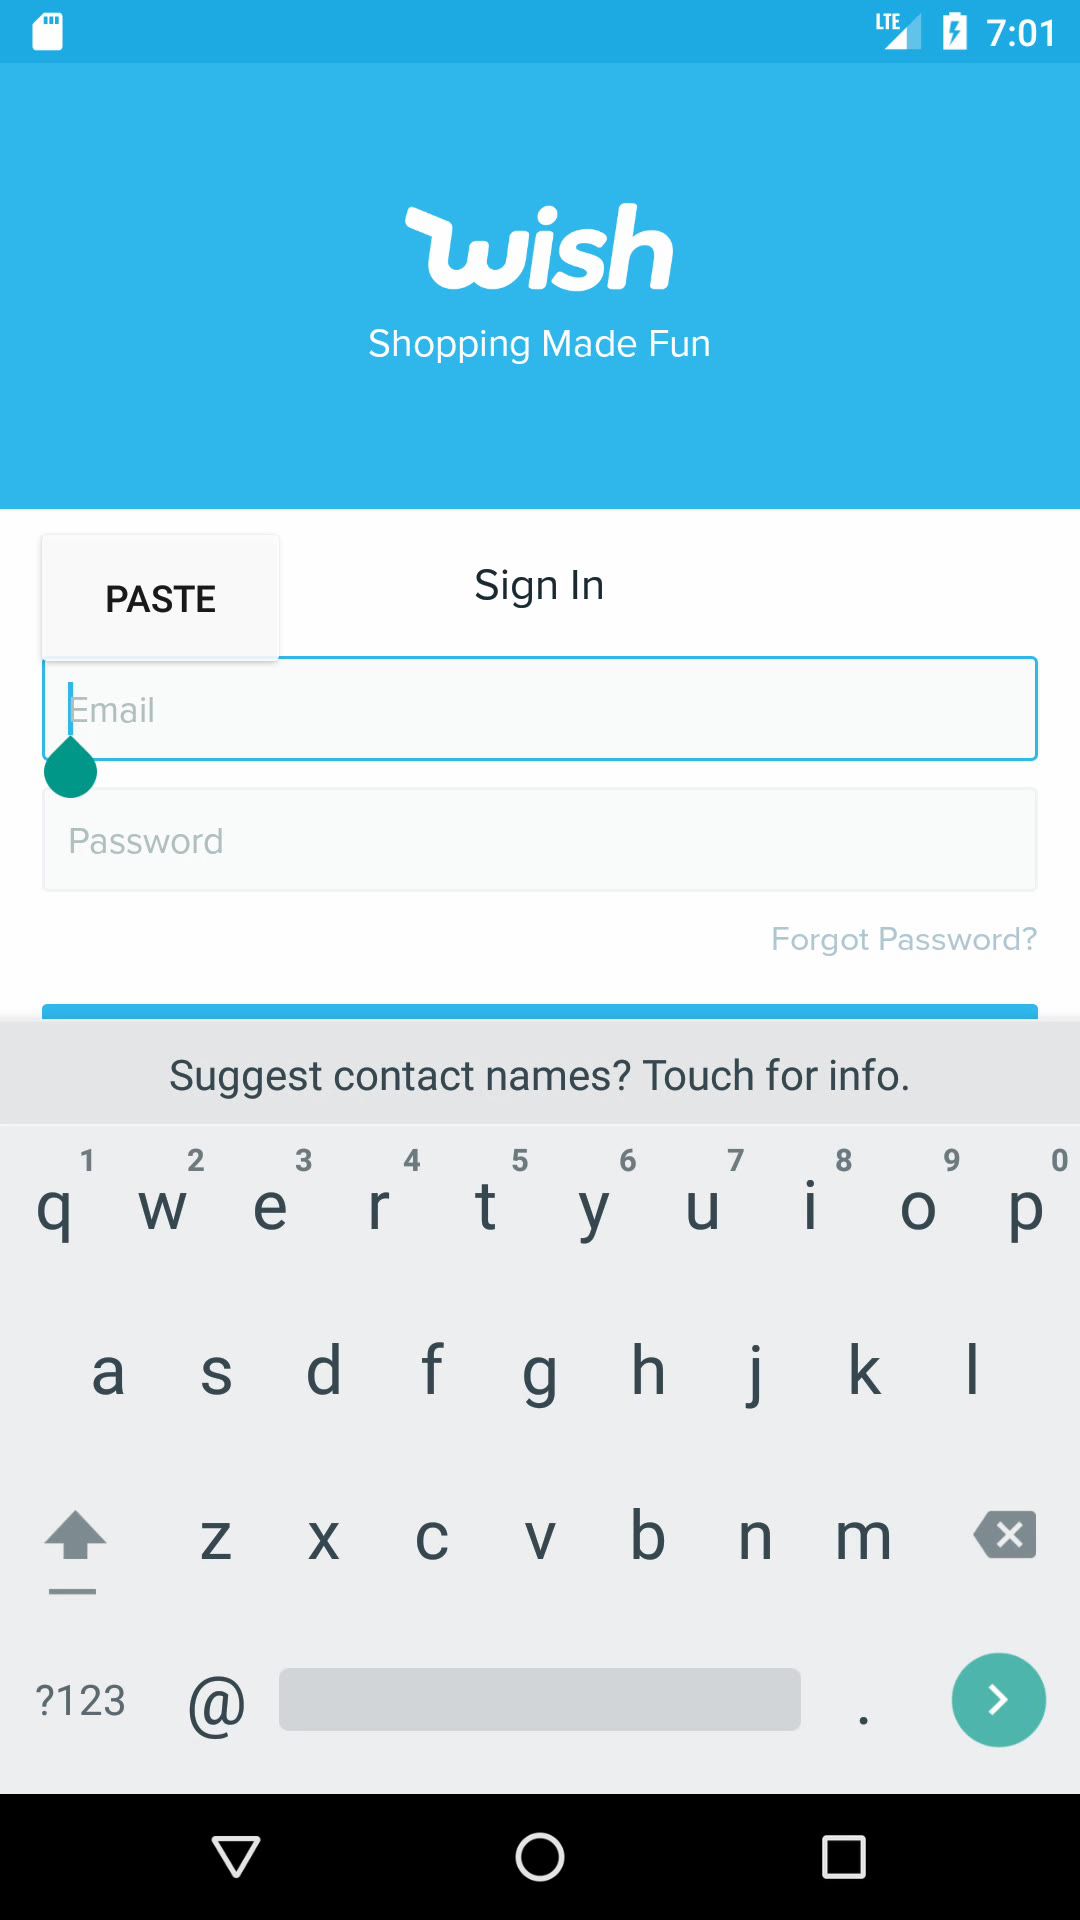 LTE 7:01
wish
Shopping Made Fun
PASTE
Sign In
Email
Password
Forgot Password?
Suggest contact names? Touch for info.
1 2 3 4 5 6 7 8 9 0
q w e r t y u i o p
a s d f g h j k l
z x c v b n m
?123 @ .